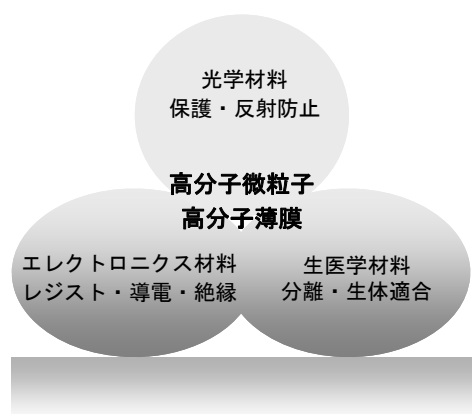 光学材料
保護・反射防止
高分子微粒子
高分子薄膜
エレクトロニクス材料
レジスト・導電・絶縁
生医学材料
分離・生体適合